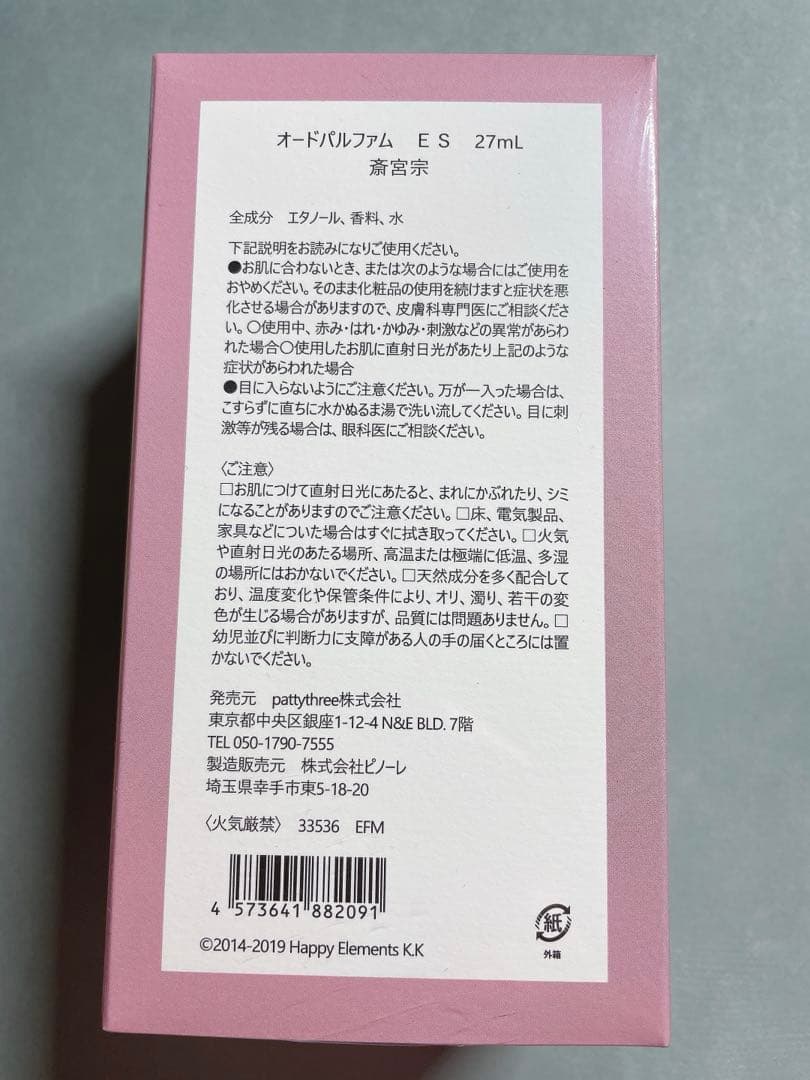 オードパルファム　ＥＳ　27mL
斎宮宗
全成分　エタノール、香料、水
下記説明をお読みになりご使用ください。
●お肌に合わないとき、または次のような場合にはご使用を
おやめください。そのまま化粧品の使用を続けますと症状を悪
化させる場合がありますので、皮膚科専門医にご相談くださ
い。〇使用中、赤み・はれ・かゆみ・刺激などの異常があらわ
れた場合〇使用したお肌に直射日光があたり上記のような
症状があらわれた場合
●目に入らないようにご注意ください。万が一入った場合は、
こすらずに直ちに水かぬるま湯で洗い流してください。目に刺
激等が残る場合は、眼科医にご相談ください。
〈ご注意〉
□お肌につけて直射日光にあたると、まれにかぶれたり、シミ
になることがありますのでご注意ください。□床、電気製品、
家具などについた場合はすぐに拭き取ってください。□火気
や直射日光のあたる場所、高温または極端に低温、多湿
の場所にはおかないでください。□天然成分を多く配合して
おり、温度変化や保管条件により、オリ、濁り、若干の変
色が生じる場合がありますが、品質には問題ありません。□
幼児並びに判断力に支障がある人の手の届くところには置
かないでください。
発売元　pattythree株式会社
東京都中央区銀座1-12-4 N&E BLD. 7階
TEL 050-1790-7555
製造販売元　株式会社ピノーレ
埼玉県幸手市東5-18-20
〈火気厳禁〉　33536　EFM
4 573641 882091
紙
外箱
©2014-2019 Happy Elements K.K